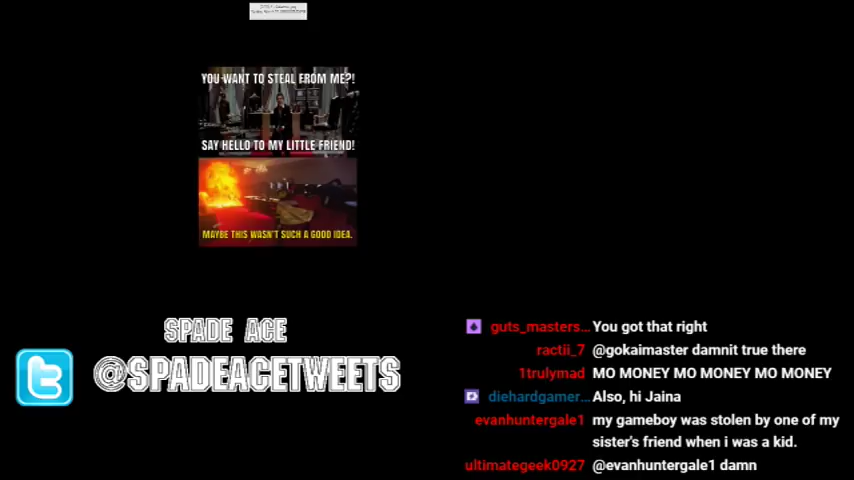 YOU WANT TO STEAL FROM ME?!
SAY HELLO TO MY LITTLE FRIEND!
MAYBE THIS WASN'T SUCH A GOOD IDEA.
SPADE ACE
@SPADEACETWEETS
guts_masters... You got that right
ractii_7 @gokaimaster damnit true there
1trulymad MO MONEY MO MONEY MO MONEY
diehardgamer... Also, hi Jaina
evanhuntergale1 my gameboy was stolen by one of my
sister's friend when i was a kid.
ultimategeek0927 @evanhuntergale1 damn